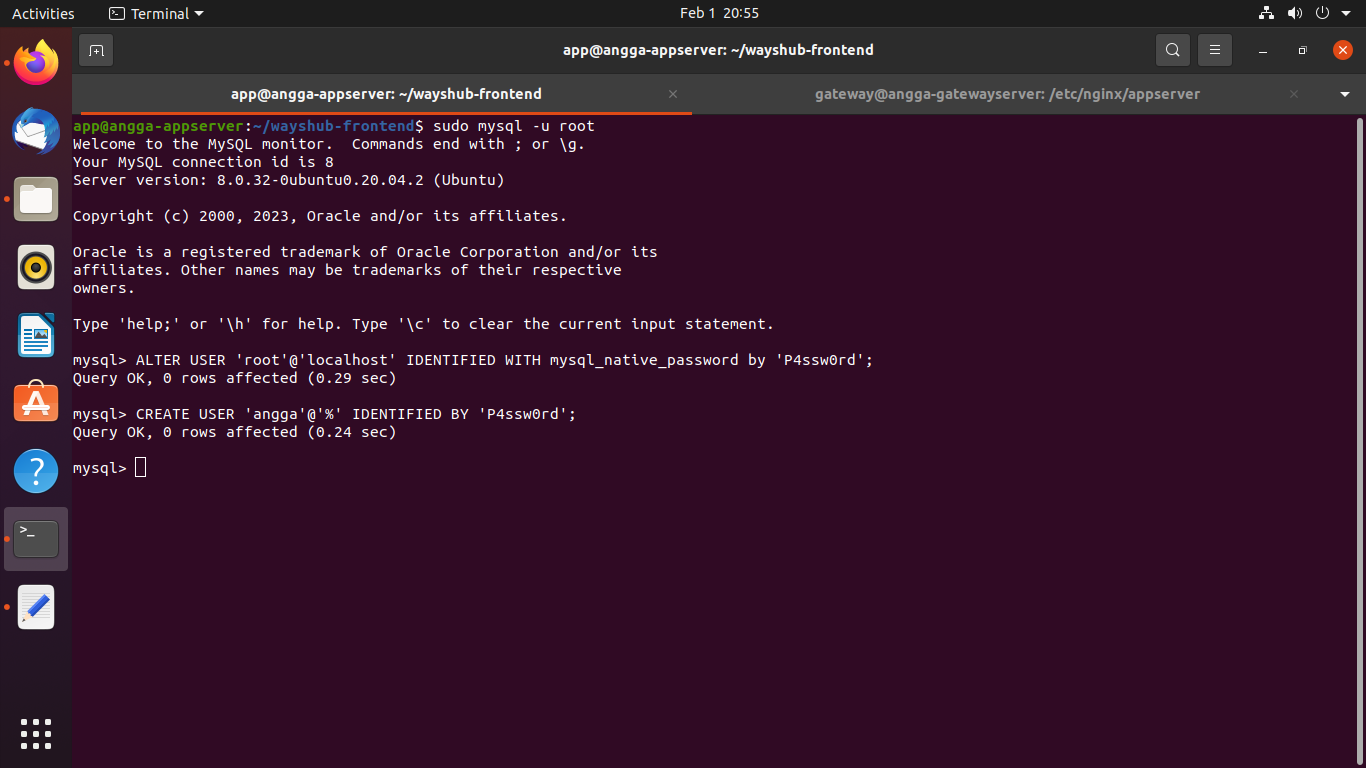 Activities
Terminal
Feb 1 20:55
app@angga-appserver: ~/wayshub-frontend
app@angga-appserver: ~/wayshub-frontend
gateway@angga-gatewayserver: /etc/nginx/appserver
app@angga-appserver:~/wayshub-frontend$ sudo mysql -u root
Welcome to the MySQL monitor.  Commands end with ; or \g.
Your MySQL connection id is 8
Server version: 8.0.32-0ubuntu0.20.04.2 (Ubuntu)
Copyright (c) 2000, 2023, Oracle and/or its affiliates.
Oracle is a registered trademark of Oracle Corporation and/or its
affiliates. Other names may be trademarks of their respective
owners.
Type 'help;' or '\h' for help. Type '\c' to clear the current input statement.
mysql> ALTER USER 'root'@'localhost' IDENTIFIED WITH mysql_native_password by 'P4ssw0rd';
Query OK, 0 rows affected (0.29 sec)
mysql> CREATE USER 'angga'@'%' IDENTIFIED BY 'P4ssw0rd';
Query OK, 0 rows affected (0.24 sec)
mysql>